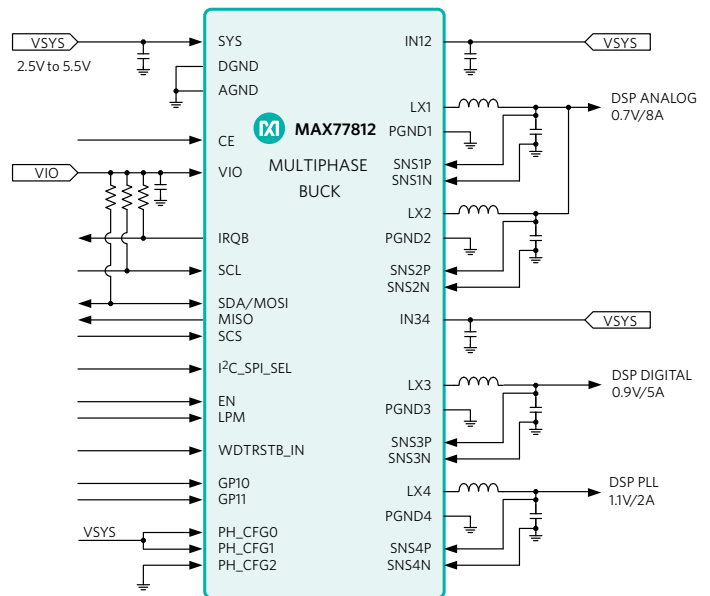 VSYS
2.5V to 5.5V
VIO
VSYS
SYS
DGND
AGND
CE
VIO
IRQB
SCL
SDA/MOSI
MISO
SCS
I²C_SPI_SEL
EN
LPM
WDTRSTB_IN
GP10
GP11
PH_CFG0
PH_CFG1
PH_CFG2
MAX77812
MULTIPHASE
BUCK
IN12
LX1
PGND1
SNS1P
SNS1N
LX2
PGND2
SNS2P
SNS2N
IN34
LX3
PGND3
SNS3P
SNS3N
LX4
PGND4
SNS4P
SNS4N
VSYS
DSP ANALOG
0.7V/8A
VSYS
DSP DIGITAL
0.9V/5A
DSP PLL
1.1V/2A